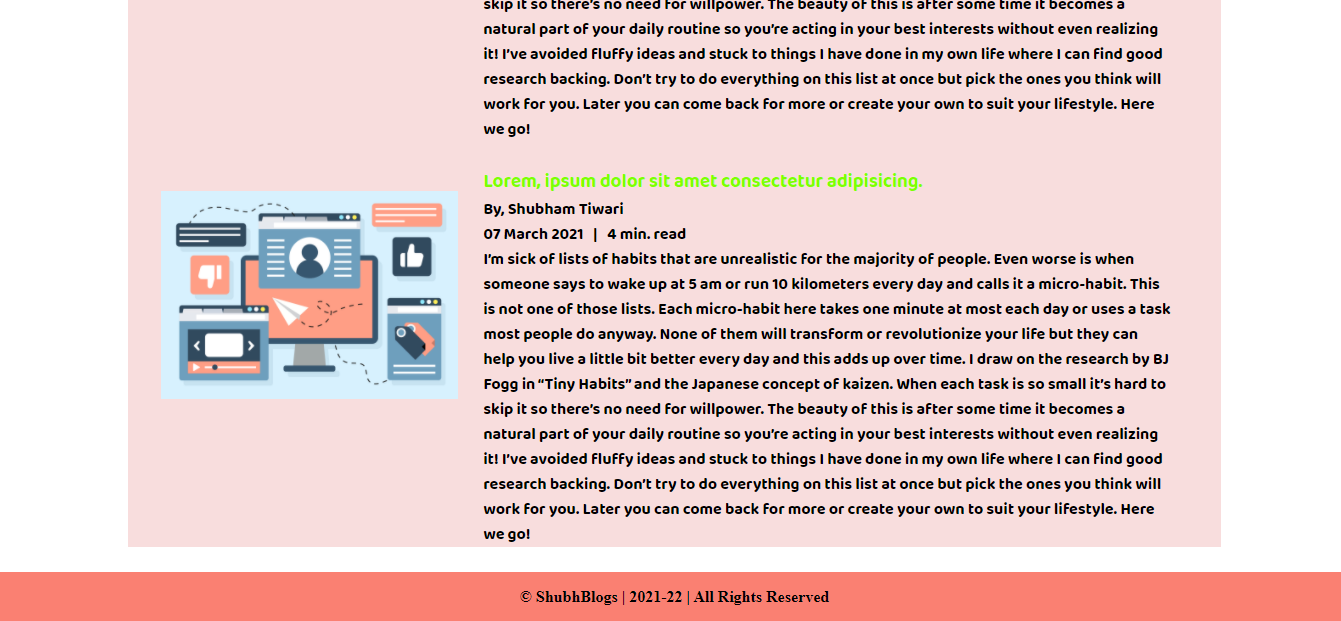 skip it so there’s no need for willpower. The beauty of this is after some time it becomes a
natural part of your daily routine so you’re acting in your best interests without even realizing
it! I’ve avoided fluffy ideas and stuck to things I have done in my own life where I can find good
research backing. Don’t try to do everything on this list at once but pick the ones you think will
work for you. Later you can come back for more or create your own to suit your lifestyle. Here
we go!
Lorem, ipsum dolor sit amet consectetur adipisicing.
By, Shubham Tiwari
07 March 2021 | 4 min. read
I’m sick of lists of habits that are unrealistic for the majority of people. Even worse is when
someone says to wake up at 5 am or run 10 kilometers every day and calls it a micro-habit. This
is not one of those lists. Each micro-habit here takes one minute at most each day or uses a task
most people do anyway. None of them will transform or revolutionize your life but they can
help you live a little bit better every day and this adds up over time. I draw on the research by BJ
Fogg in “Tiny Habits” and the Japanese concept of kaizen. When each task is so small it’s hard to
skip it so there’s no need for willpower. The beauty of this is after some time it becomes a
natural part of your daily routine so you’re acting in your best interests without even realizing
it! I’ve avoided fluffy ideas and stuck to things I have done in my own life where I can find good
research backing. Don’t try to do everything on this list at once but pick the ones you think will
work for you. Later you can come back for more or create your own to suit your lifestyle. Here
we go!
© ShubhBlogs | 2021-22 | All Rights Reserved